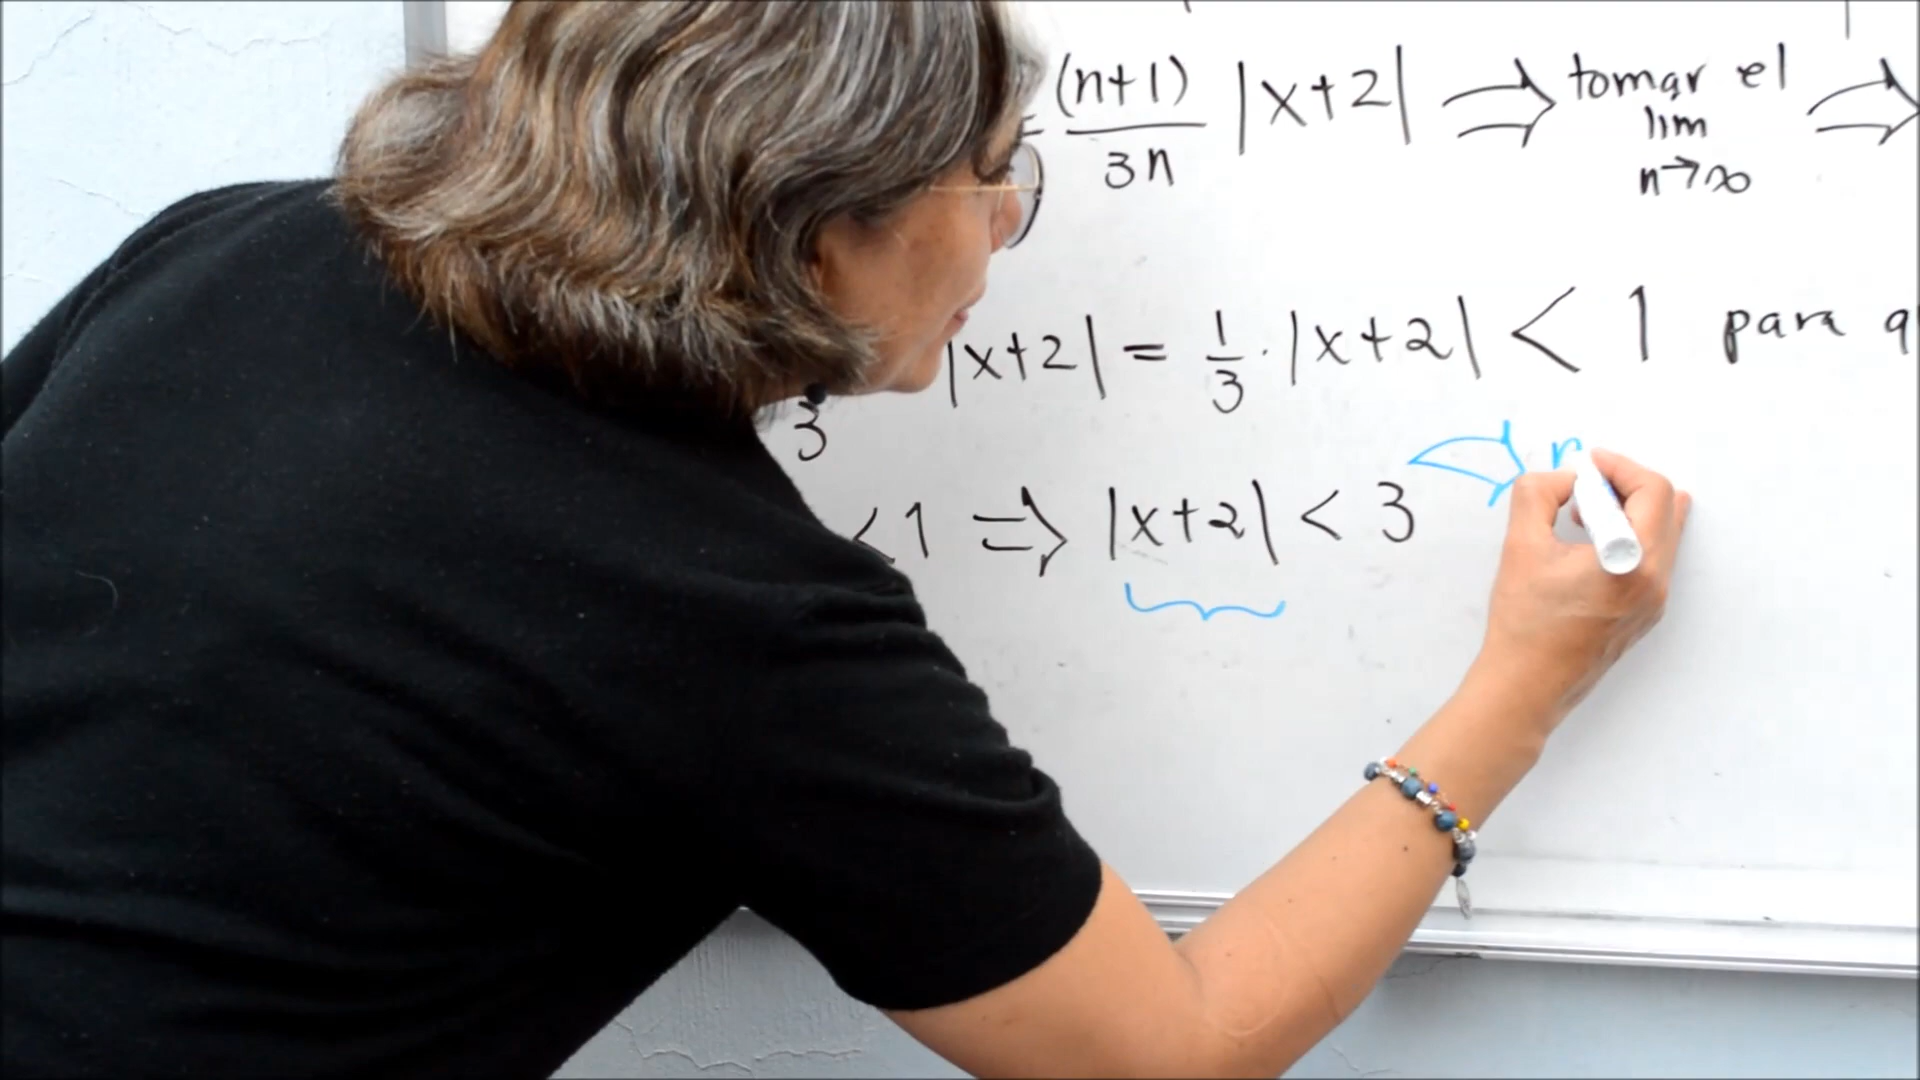 = (n+1)/3n |x+2| ⇒ tomar el lim n→∞ ⇒
|x+2| = 1/3 · |x+2| < 1 para q
3
< 1 ⇒ |x+2| < 3 ⇒ r